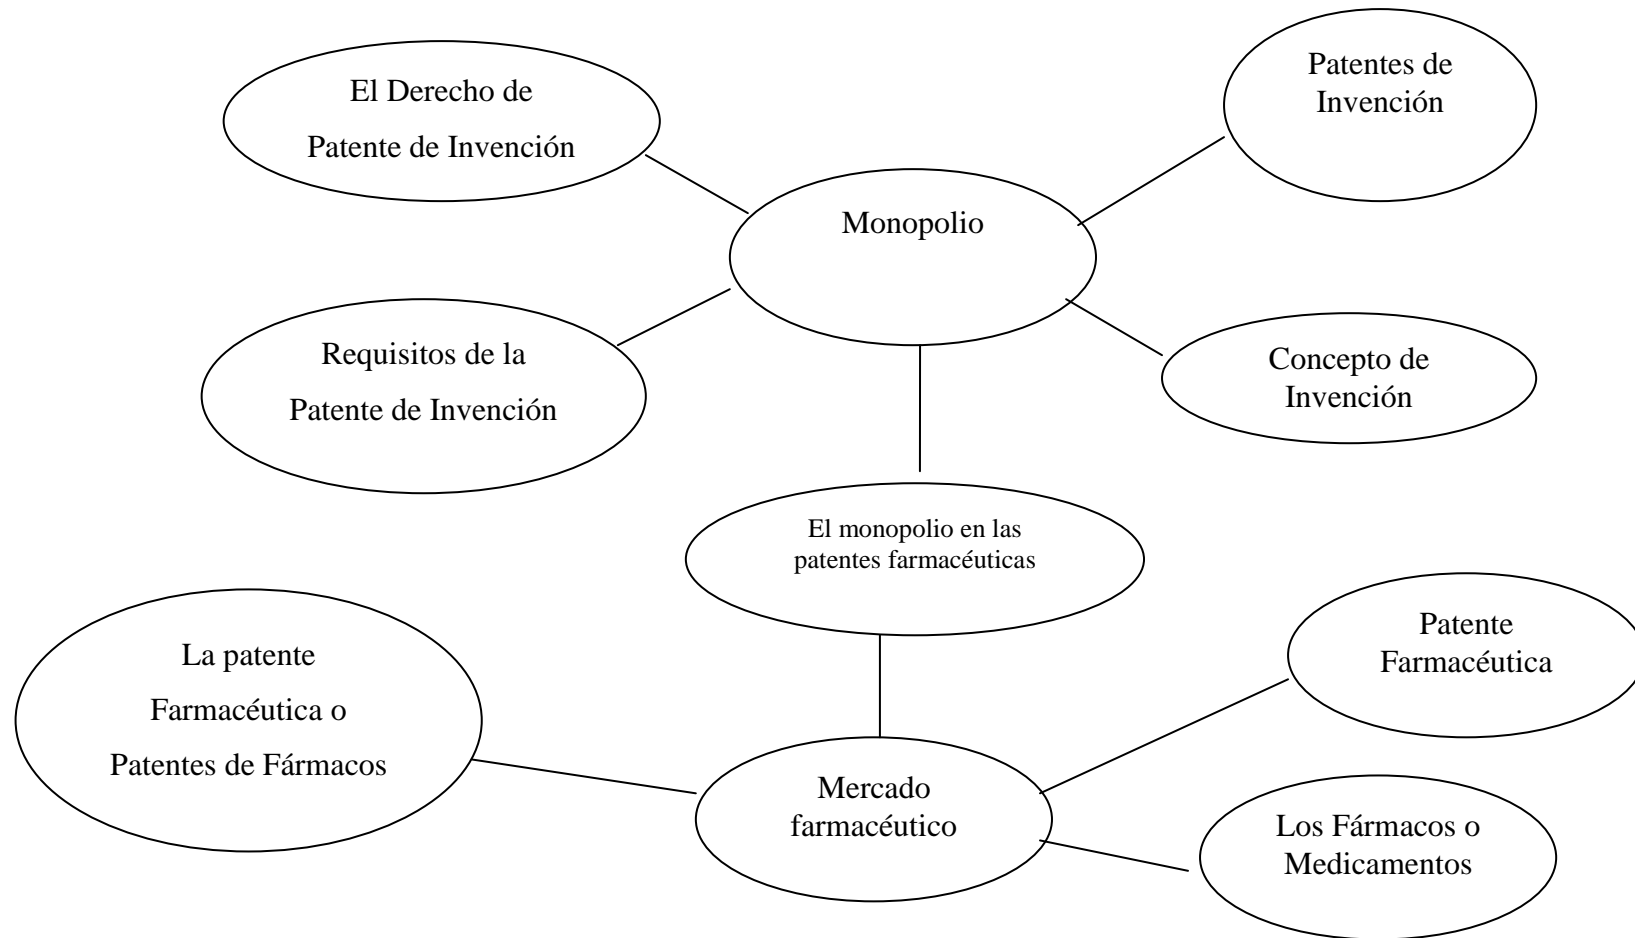 El Derecho de
Patente de Invención
Patentes de
Invención
Monopolio
Requisitos de la
Patente de Invención
Concepto de
Invención
El monopolio en las
patentes farmacéuticas
La patente
Farmacéutica o
Patentes de Fármacos
Patente
Farmacéutica
Mercado
farmacéutico
Los Fármacos o
Medicamentos